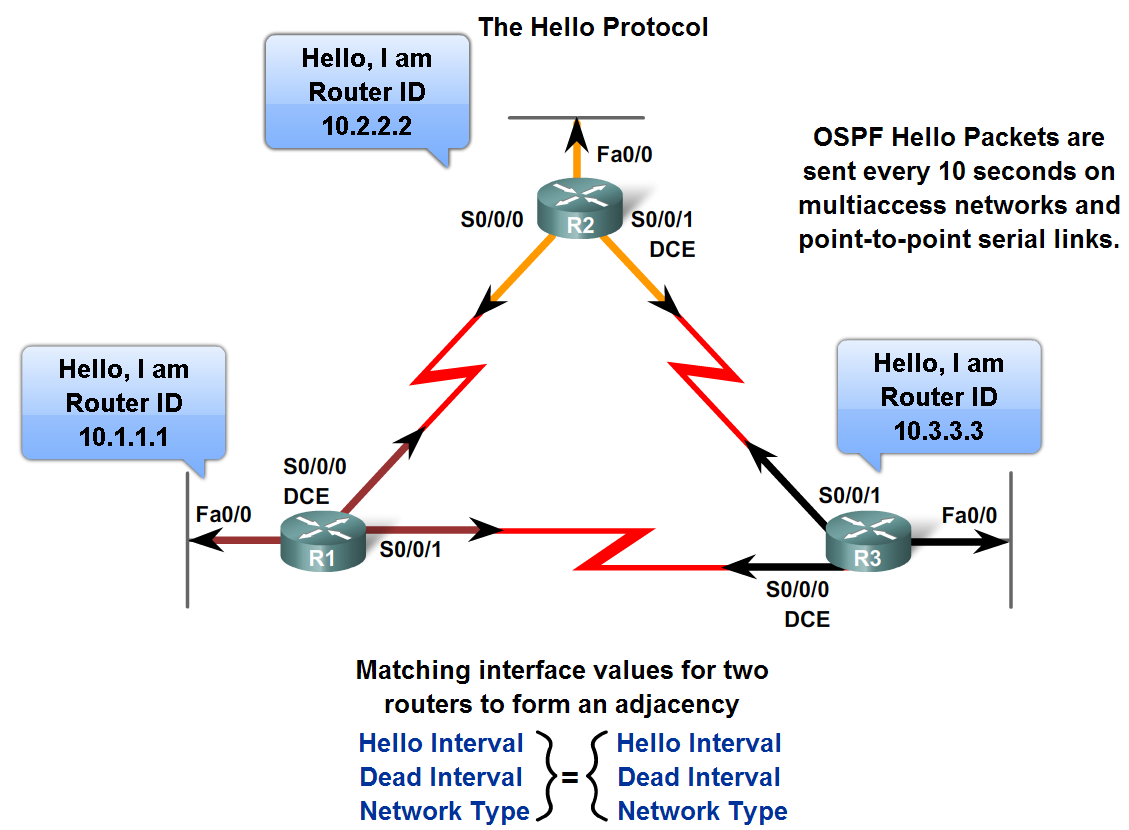 The Hello Protocol
Hello, I am
Router ID
10.2.2.2
OSPF Hello Packets are
sent every 10 seconds on
multiaccess networks and
point-to-point serial links.
Fa0/0
S0/0/0
R2
S0/0/1
DCE
Hello, I am
Router ID
10.1.1.1
Hello, I am
Router ID
10.3.3.3
S0/0/0
DCE
Fa0/0
R1
S0/0/1
S0/0/1
Fa0/0
R3
S0/0/0
DCE
Matching interface values for two
routers to form an adjacency
Hello Interval Hello Interval
Dead Interval = Dead Interval
Network Type Network Type